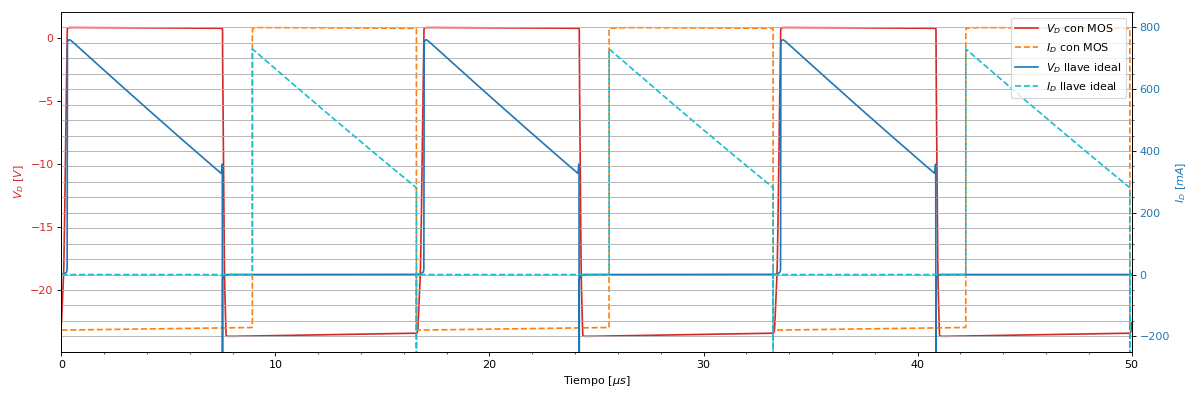 V_D con MOS
I_D con MOS
V_D llave ideal
I_D llave ideal
0
−5
−10
−15
−20
V_D [V]
800
600
400
200
0
−200
I_D [mA]
0 10 20 30 40 50
Tiempo [μs]